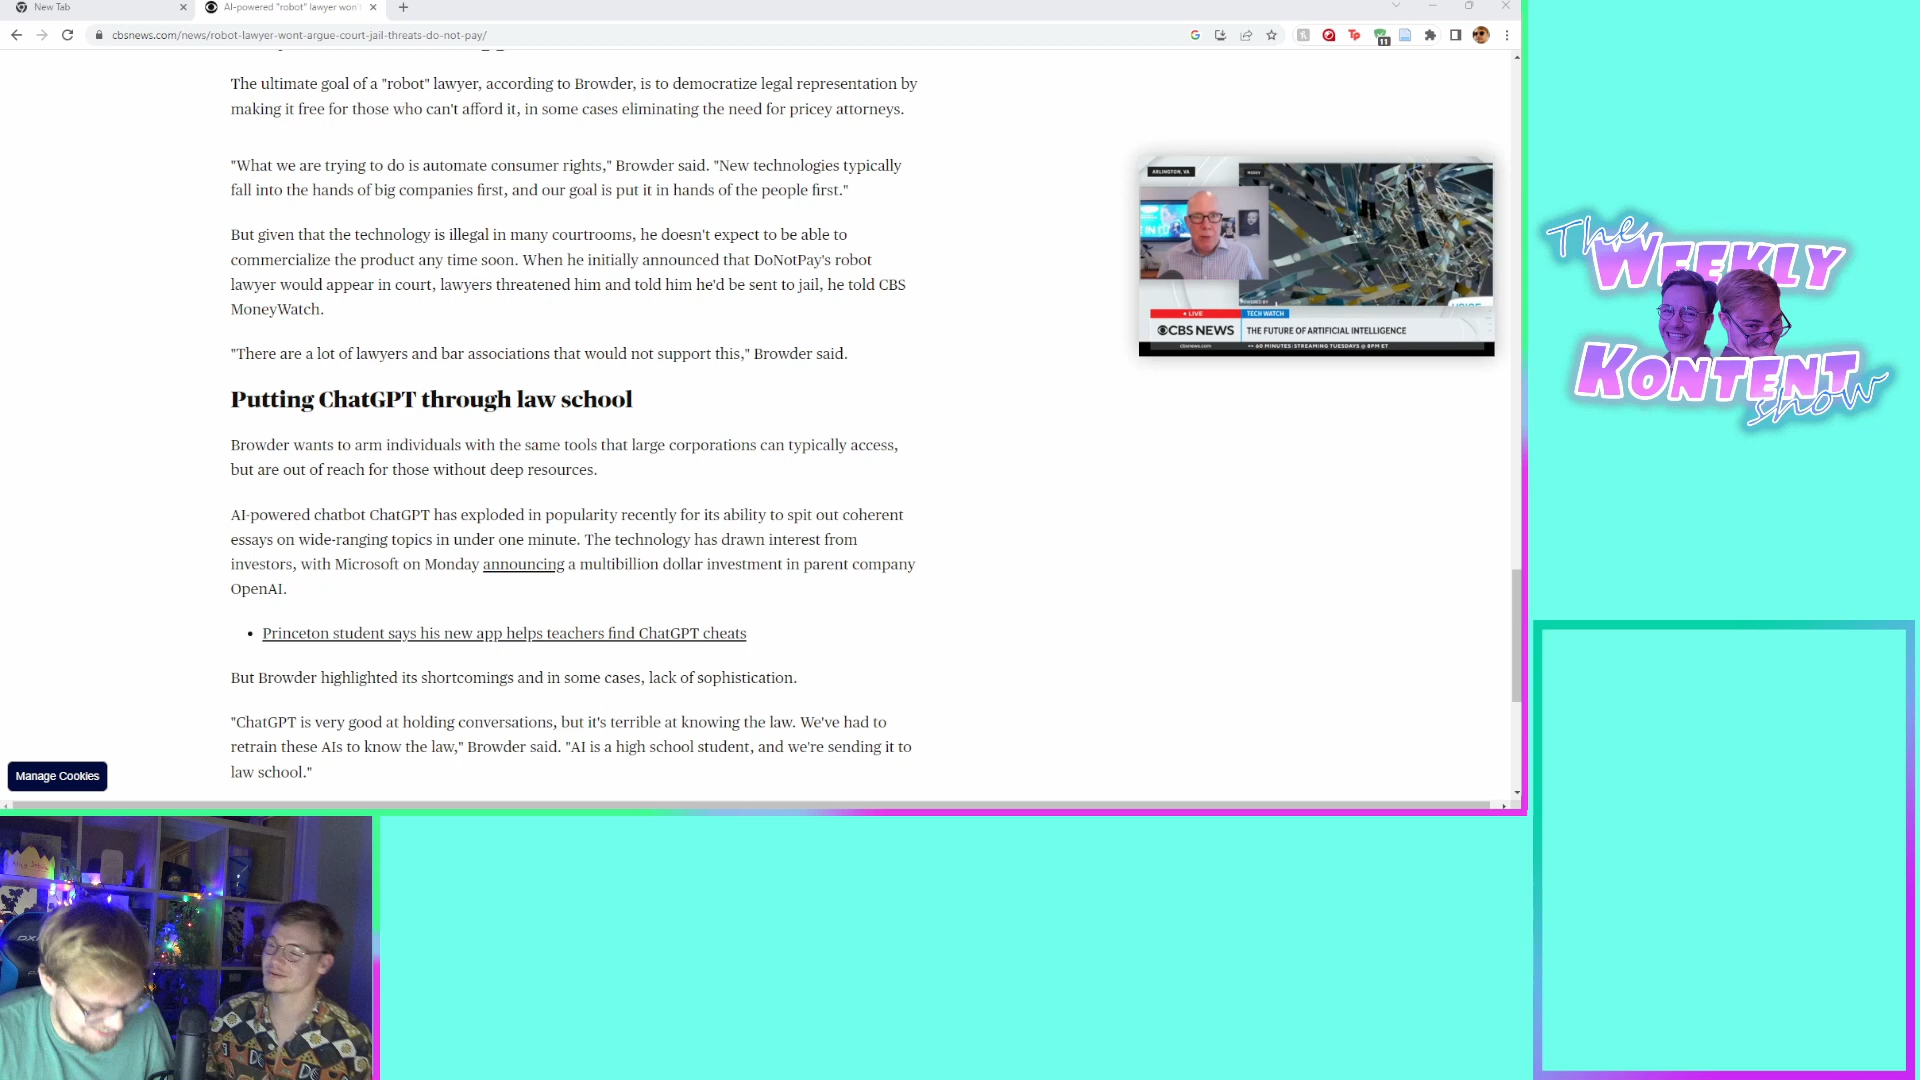 New Tab
AI-powered "robot" lawyer won'
cbsnews.com/news/robot-lawyer-wont-argue-court-jail-threats-do-not-pay/
11
The ultimate goal of a "robot" lawyer, according to Browder, is to democratize legal representation by
making it free for those who can't afford it, in some cases eliminating the need for pricey attorneys.
"What we are trying to do is automate consumer rights," Browder said. "New technologies typically
fall into the hands of big companies first, and our goal is put it in hands of the people first."
But given that the technology is illegal in many courtrooms, he doesn't expect to be able to
commercialize the product any time soon. When he initially announced that DoNotPay's robot
lawyer would appear in court, lawyers threatened him and told him he'd be sent to jail, he told CBS
MoneyWatch.
"There are a lot of lawyers and bar associations that would not support this," Browder said.
Putting ChatGPT through law school
Browder wants to arm individuals with the same tools that large corporations can typically access,
but are out of reach for those without deep resources.
AI-powered chatbot ChatGPT has exploded in popularity recently for its ability to spit out coherent
essays on wide-ranging topics in under one minute. The technology has drawn interest from
investors, with Microsoft on Monday announcing a multibillion dollar investment in parent company
OpenAI.
• Princeton student says his new app helps teachers find ChatGPT cheats
But Browder highlighted its shortcomings and in some cases, lack of sophistication.
"ChatGPT is very good at holding conversations, but it's terrible at knowing the law. We've had to
retrain these AIs to know the law," Browder said. "AI is a high school student, and we're sending it to
law school."
Manage Cookies
ARLINGTON, VA
POWERED BY
LIVE
TECH WATCH
CBS NEWS
THE FUTURE OF ARTIFICIAL INTELLIGENCE
cbsnews.com
>> 60 MINUTES: STREAMING TUESDAYS @ 8PM ET
The
WEEKLY
KONTENT
show